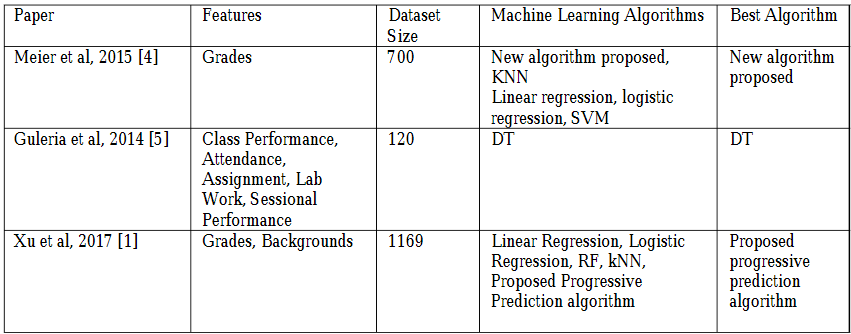 Paper
Features
Dataset
Size
Machine Learning Algorithms
Best Algorithm
Meier et al, 2015 [4]
Grades
700
New algorithm proposed,
KNN
Linear regression, logistic
regression, SVM
New algorithm
proposed
Guleria et al, 2014 [5]
Class Performance,
Attendance,
Assignment, Lab
Work, Sessional
Performance
120
DT
DT
Xu et al, 2017 [1]
Grades, Backgrounds
1169
Linear Regression, Logistic
Regression, RF, kNN,
Proposed Progressive
Prediction algorithm
Proposed
progressive
prediction
algorithm